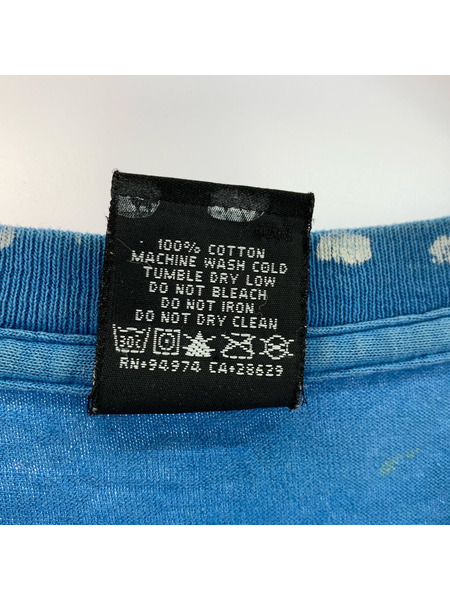 100% COTTON
MACHINE WASH COLD
TUMBLE DRY LOW
DO NOT BLEACH
DO NOT IRON
DO NOT DRY CLEAN
30c
RN*94974 CA*28629